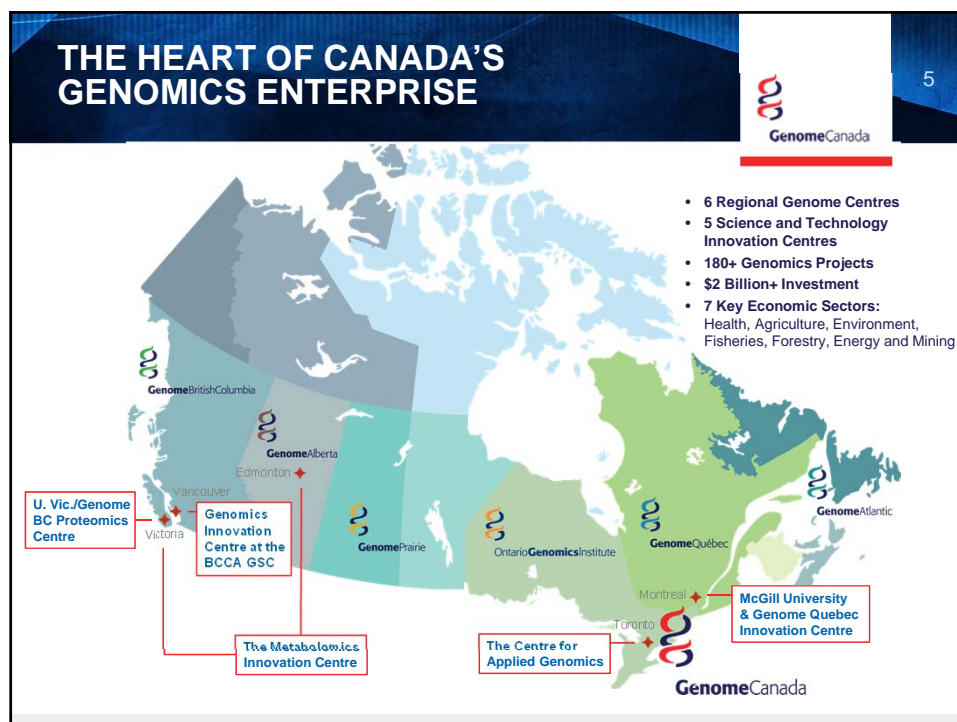 THE HEART OF CANADA'S
GENOMICS ENTERPRISE
5
GenomeCanada
• 6 Regional Genome Centres
• 5 Science and Technology
Innovation Centres
• 180+ Genomics Projects
• $2 Billion+ Investment
• 7 Key Economic Sectors:
Health, Agriculture, Environment,
Fisheries, Forestry, Energy and Mining
GenomeBritishColumbia
GenomeAlberta
Edmonton
Vancouver
Victoria
U. Vic./Genome
BC Proteomics
Centre
Genomics
Innovation
Centre at the
BCCA GSC
GenomePrairie
OntarioGenomicsInstitute
GenomeQuébec
GenomeAtlantic
Montreal
McGill University
& Genome Quebec
Innovation Centre
Toronto
The Metabolomics
Innovation Centre
The Centre for
Applied Genomics
GenomeCanada